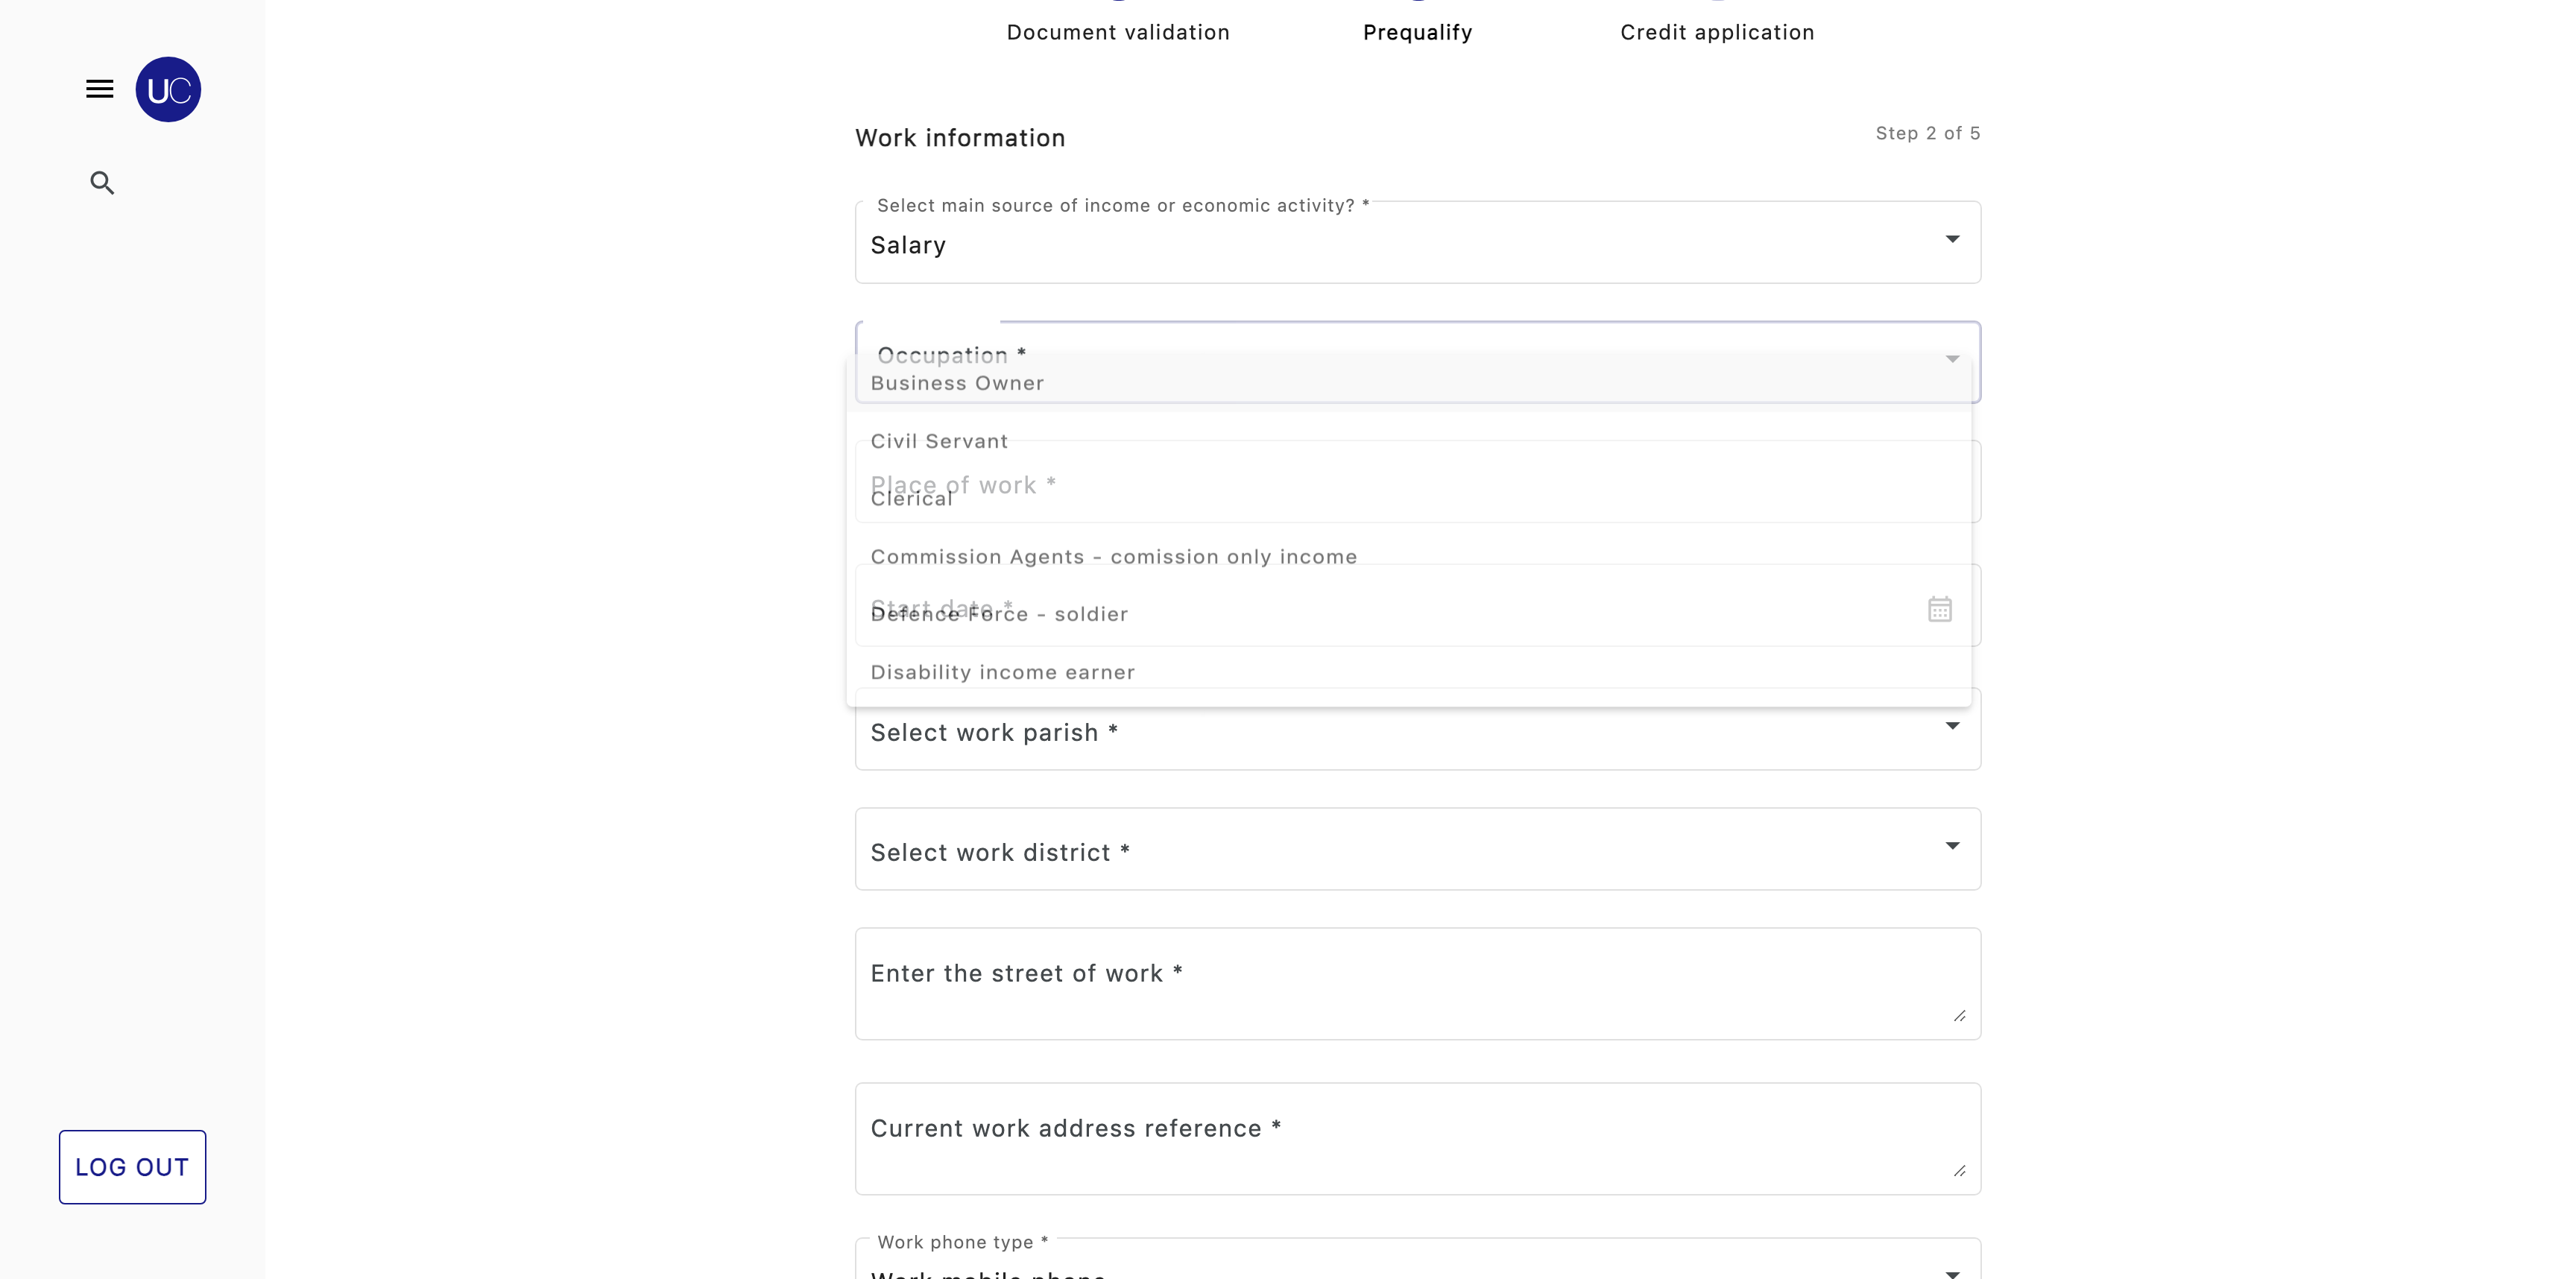 Document validation
Prequalify
Credit application
UC
Work information
Step 2 of 5
Select main source of income or economic activity? *
Salary
Occupation *
Business Owner
Civil Servant
Place of work *
Clerical
Commission Agents - comission only income
Start date *
Defence Force - soldier
Disability income earner
Select work parish *
Select work district *
Enter the street of work *
Current work address reference *
LOG OUT
Work phone type *
Work mobile phone